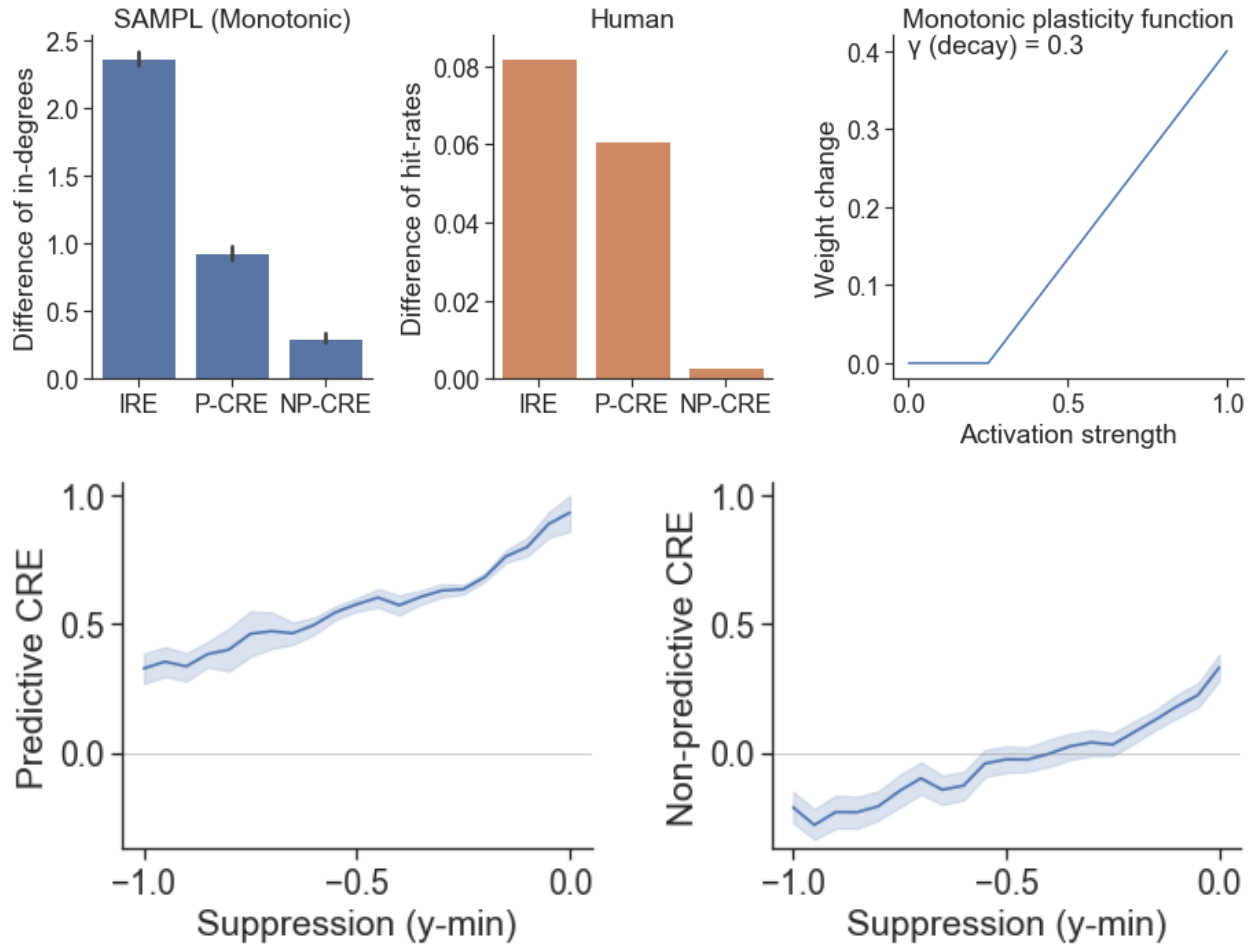 SAMPL (Monotonic)
Difference of in-degrees
2.5
2.0
1.5
1.0
0.5
0.0
IRE
P-CRE
NP-CRE
Human
Difference of hit-rates
0.08
0.06
0.04
0.02
0.00
IRE
P-CRE
NP-CRE
Monotonic plasticity function
γ (decay) = 0.3
Weight change
0.4
0.3
0.2
0.1
0.0
0.0
0.5
1.0
Activation strength
Predictive CRE
1.0
0.5
0.0
−1.0
−0.5
0.0
Suppression (y-min)
Non-predictive CRE
1.0
0.5
0.0
−1.0
−0.5
0.0
Suppression (y-min)